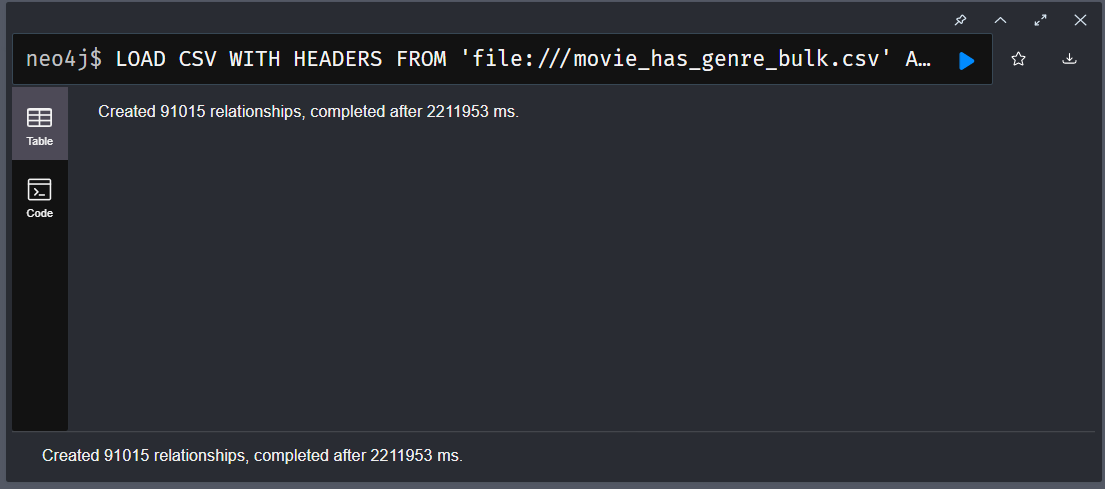 neo4j$ LOAD CSV WITH HEADERS FROM 'file:///movie_has_genre_bulk.csv' A…
Table
Created 91015 relationships, completed after 2211953 ms.
Code
Created 91015 relationships, completed after 2211953 ms.